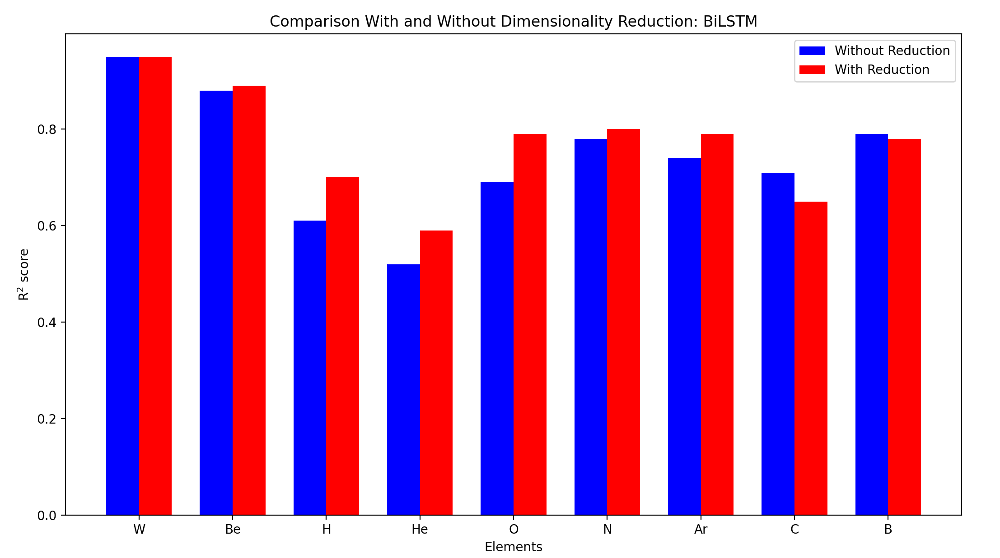 Comparison With and Without Dimensionality Reduction: BiLSTM
Without Reduction
With Reduction
R² score
0.8
0.6
0.4
0.2
0.0
W Be H He O N Ar C B
Elements